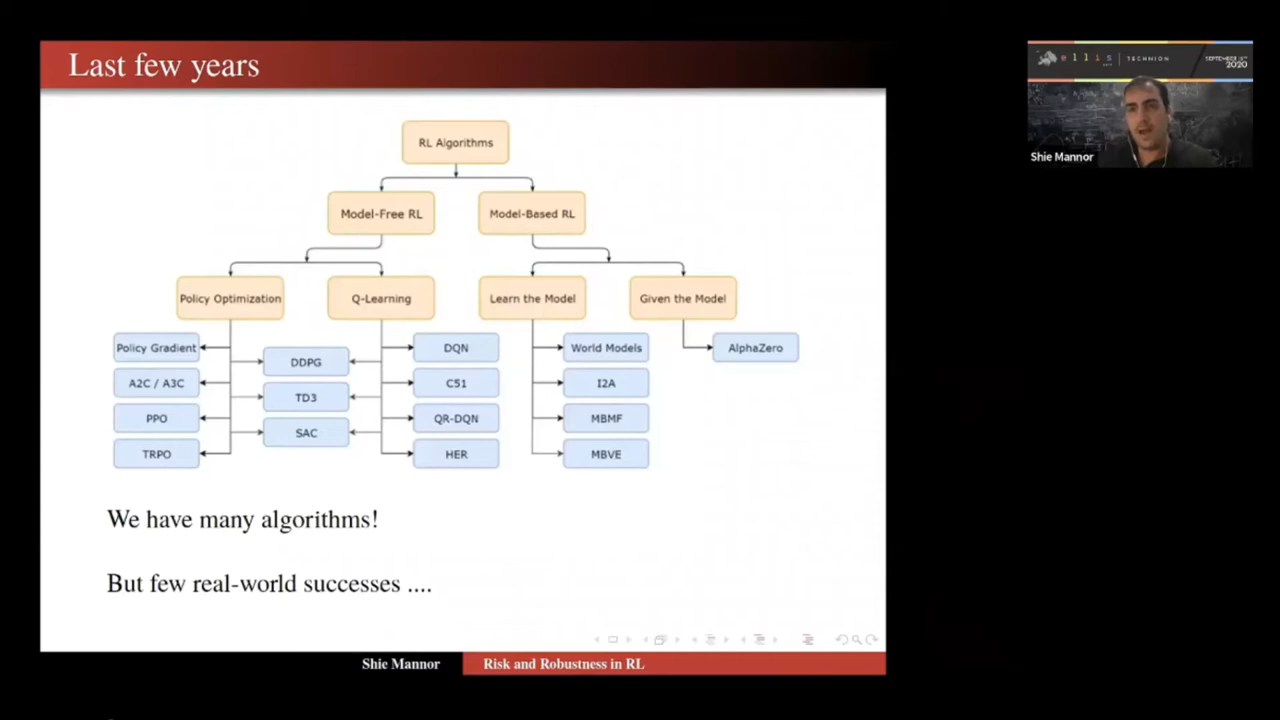 Last few years
RL Algorithms
Model-Free RL
Model-Based RL
Policy Optimization
Q-Learning
Learn the Model
Given the Model
Policy Gradient
A2C / A3C
PPO
TRPO
DDPG
TD3
SAC
DQN
C51
QR-DQN
HER
World Models
I2A
MBMF
MBVE
AlphaZero
We have many algorithms!
But few real-world successes ....
Shie Mannor
Risk and Robustness in RL
ellis
TECHNION
2020
Shie Mannor